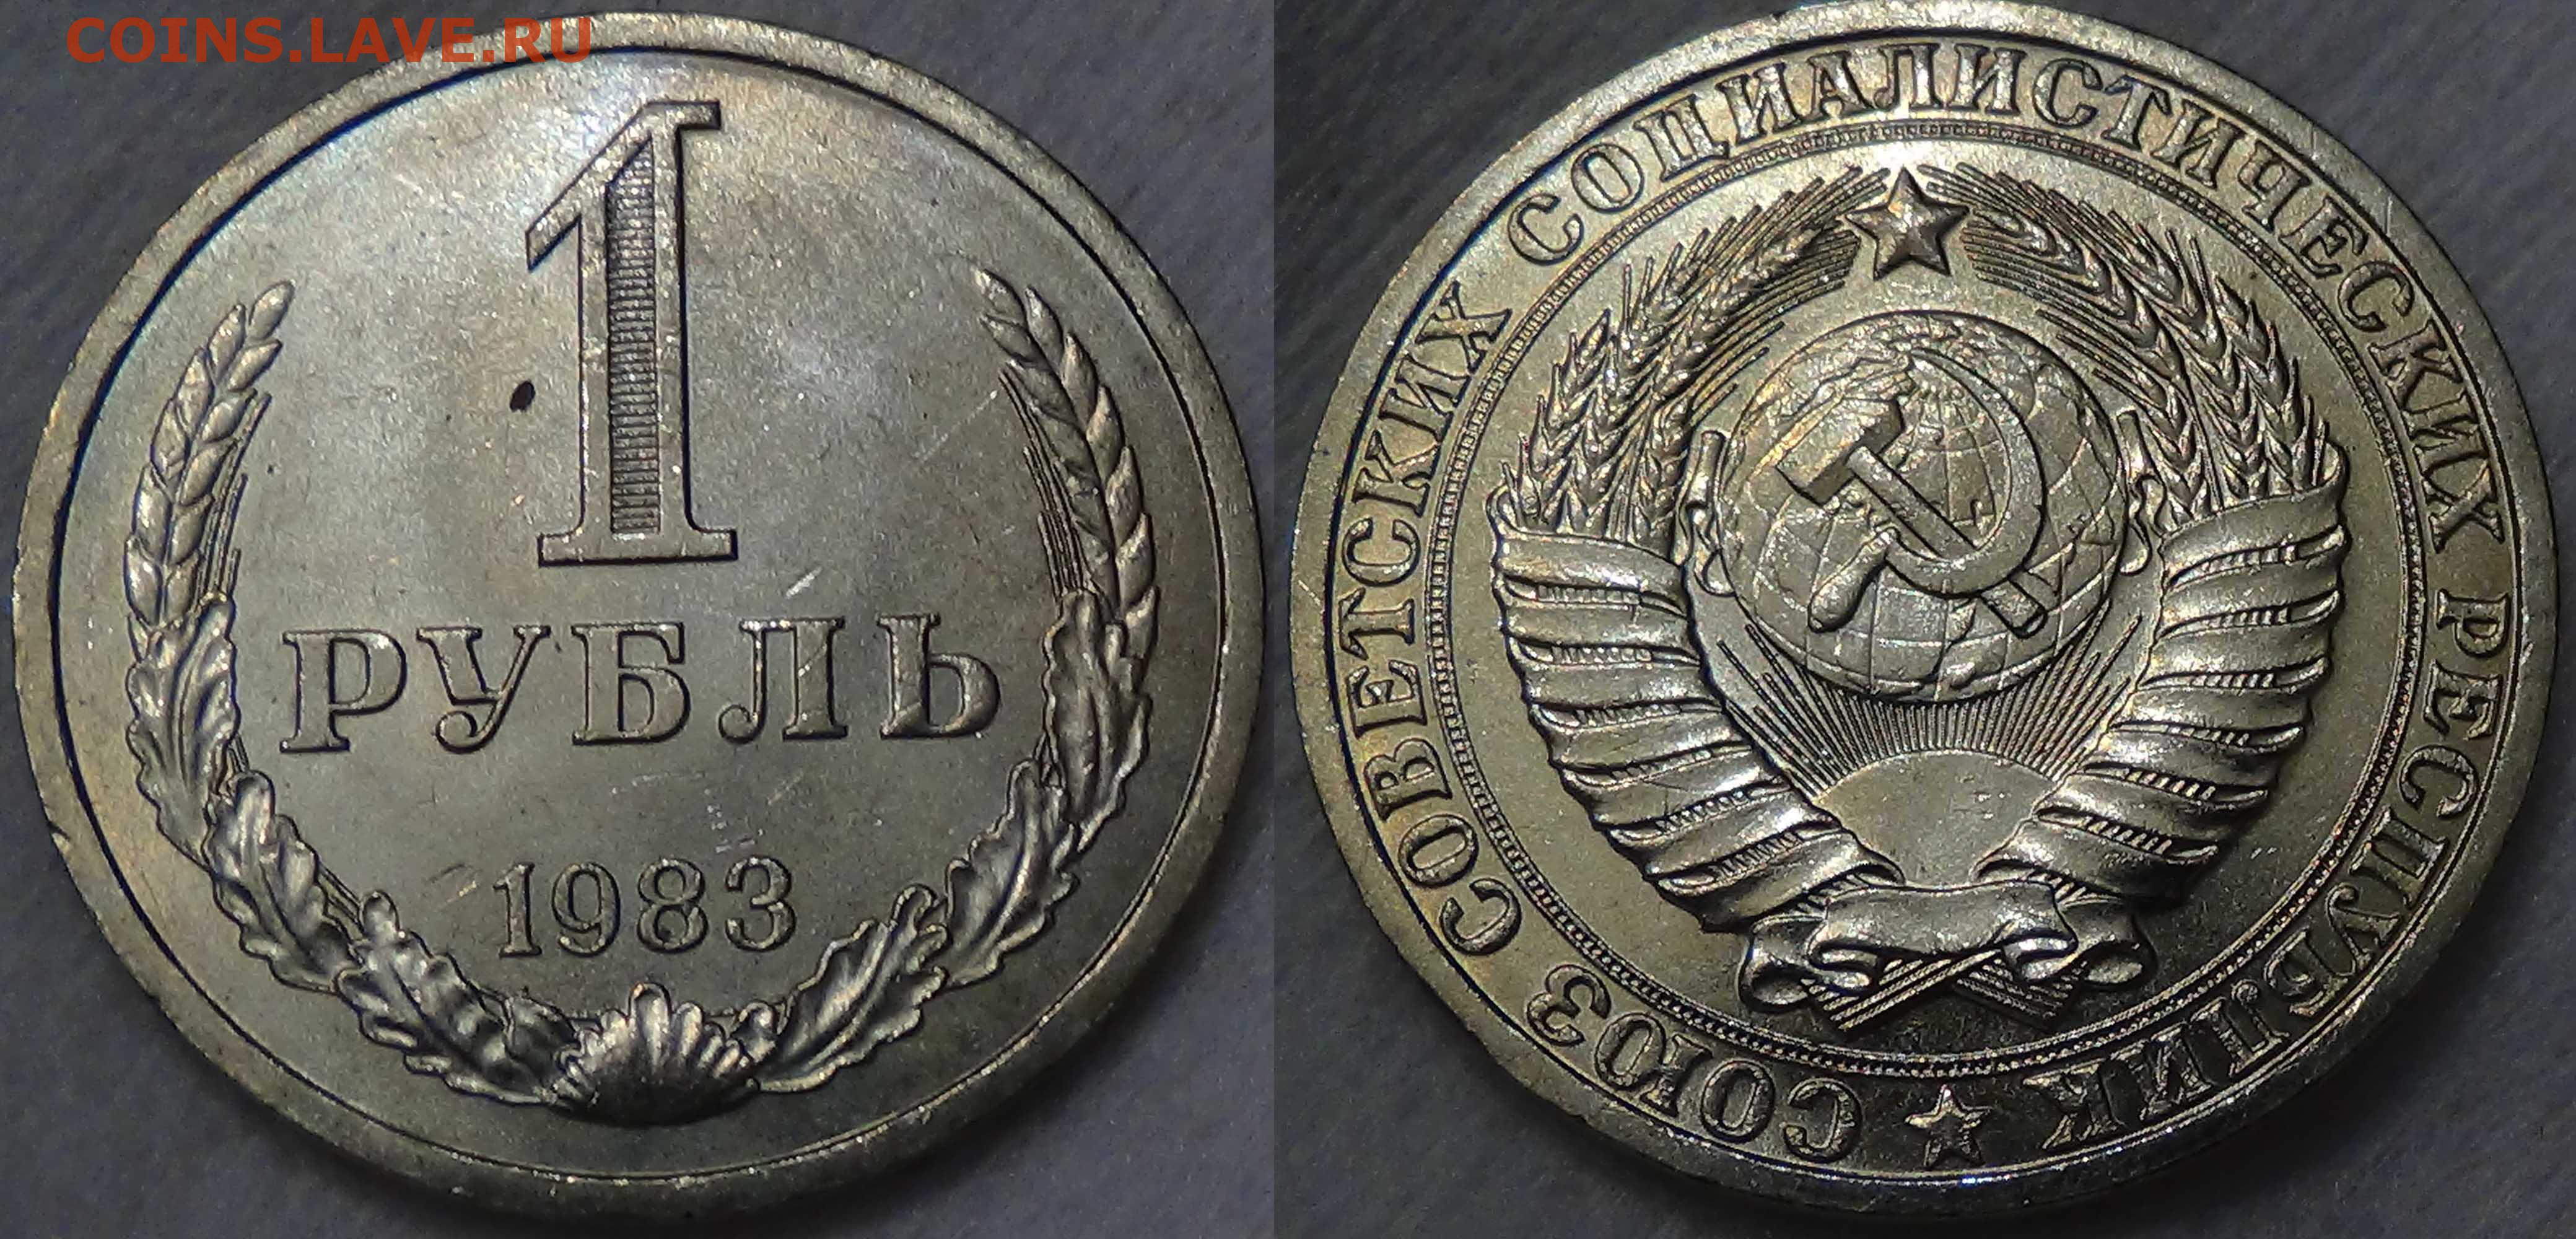 COINS.LAVE.RU
1
РУБЛЬ
1983
СОЮЗ СОВЕТСКИХ СОЦИАЛИСТИЧЕСКИХ РЕСПУБЛИК